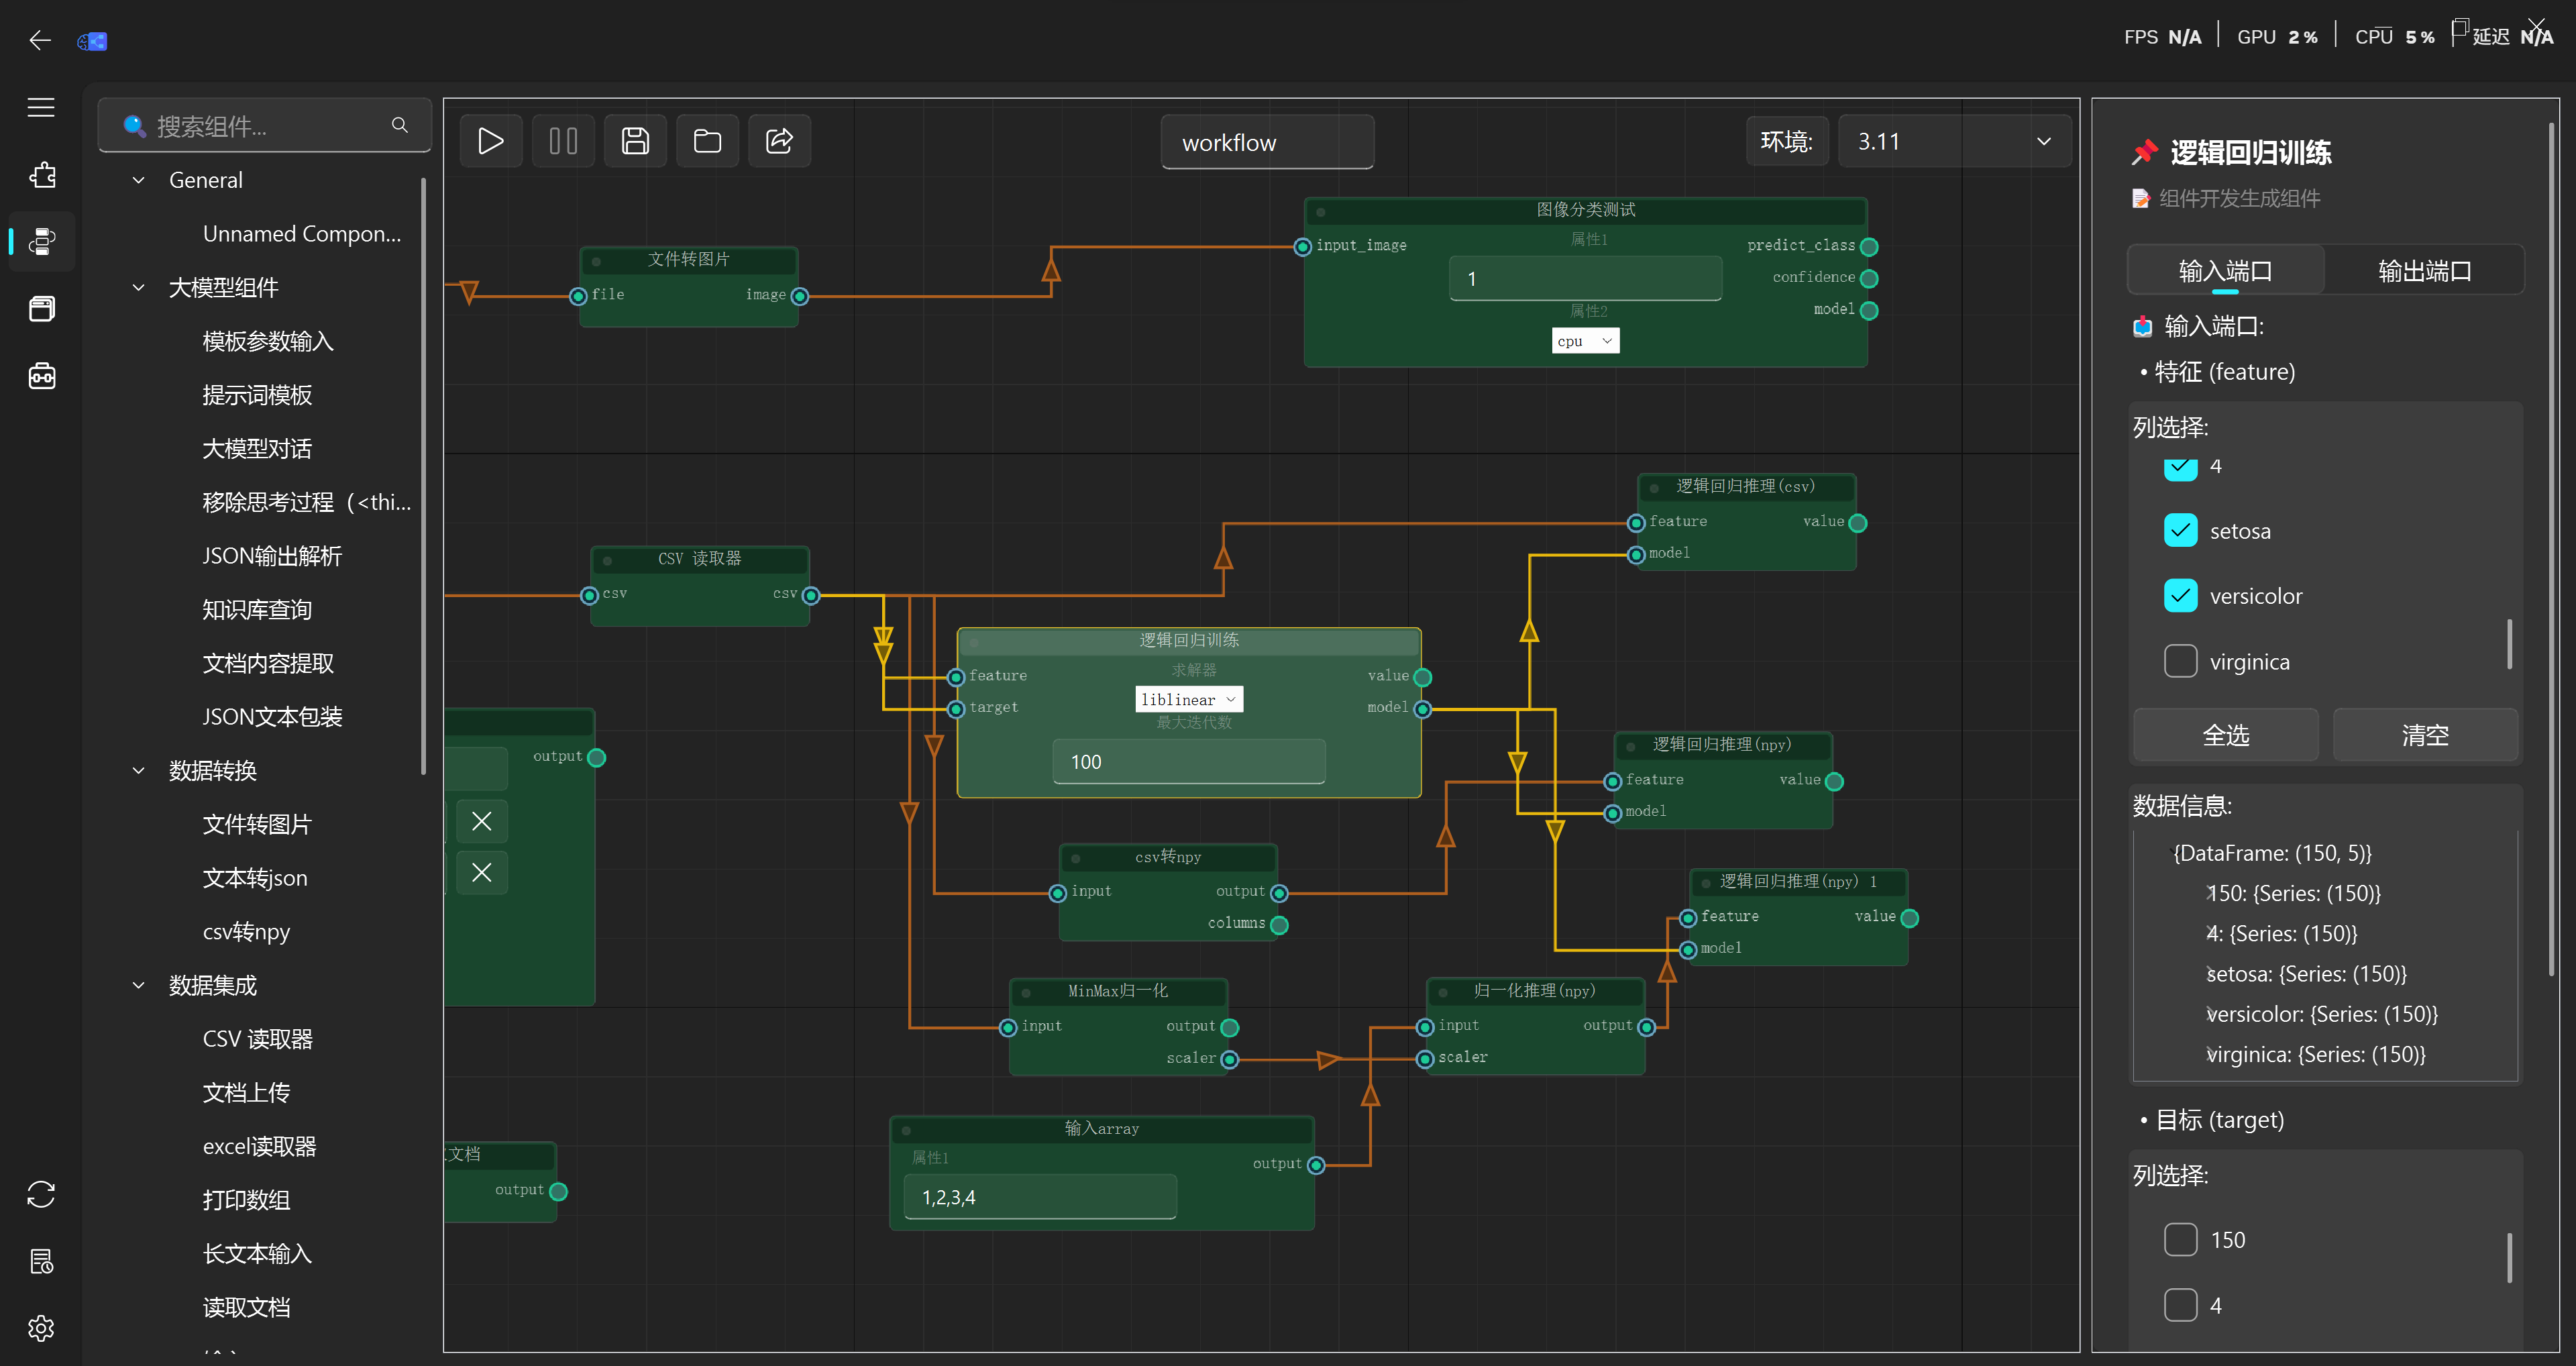 FPS N/A GPU 2 % CPU 5 % 延迟 N/A
搜索组件...
General
Unnamed Compon...
大模型组件
模板参数输入
提示词模板
大模型对话
移除思考过程（<thi...
JSON输出解析
知识库查询
文档内容提取
JSON文本包装
数据转换
文件转图片
文本转json
csv转npy
数据集成
CSV 读取器
文档上传
excel读取器
打印数组
长文本输入
读取文档
workflow
环境:
3.11
文件转图片
file
image
图像分类测试
input_image
属性1
1
属性2
cpu
predict_class
confidence
model
CSV 读取器
csv
csv
逻辑回归推理(csv)
feature
value
model
逻辑回归训练
feature
target
求解器
liblinear
最大迭代数
100
value
model
output
逻辑回归推理(npy)
feature
value
model
csv转npy
input
output
columns
逻辑回归推理(npy) 1
feature
value
model
MinMax归一化
input
output
scaler
归一化推理(npy)
input
output
scaler
输入array
属性1
1,2,3,4
output
文档
output
逻辑回归训练
组件开发生成组件
输入端口
输出端口
输入端口:
• 特征 (feature)
列选择:
4
setosa
versicolor
virginica
全选
清空
数据信息:
{DataFrame: (150, 5)}
150: {Series: (150)}
4: {Series: (150)}
setosa: {Series: (150)}
versicolor: {Series: (150)}
virginica: {Series: (150)}
• 目标 (target)
列选择:
150
4